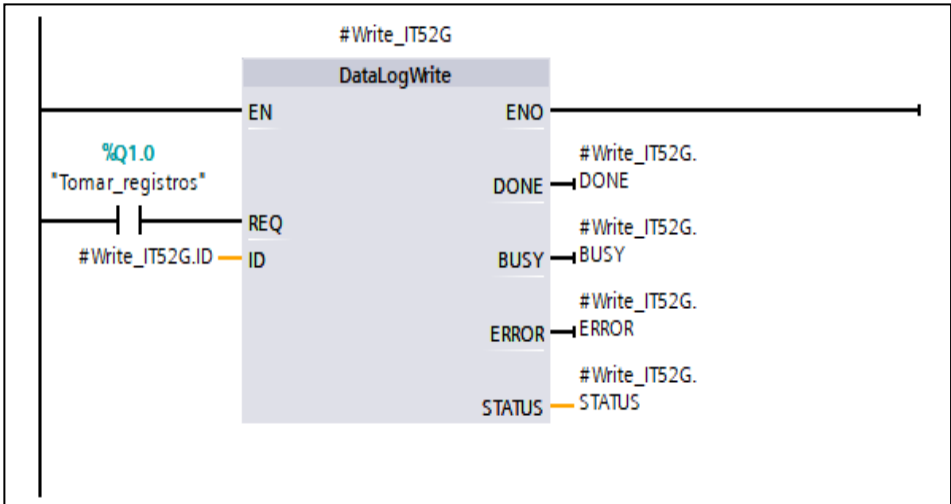 #Write_IT52G
DataLogWrite
EN
ENO
%Q1.0
"Tomar_registros"
REQ
#Write_IT52G.ID
ID
DONE
#Write_IT52G.
DONE
BUSY
#Write_IT52G.
BUSY
ERROR
#Write_IT52G.
ERROR
STATUS
#Write_IT52G.
STATUS